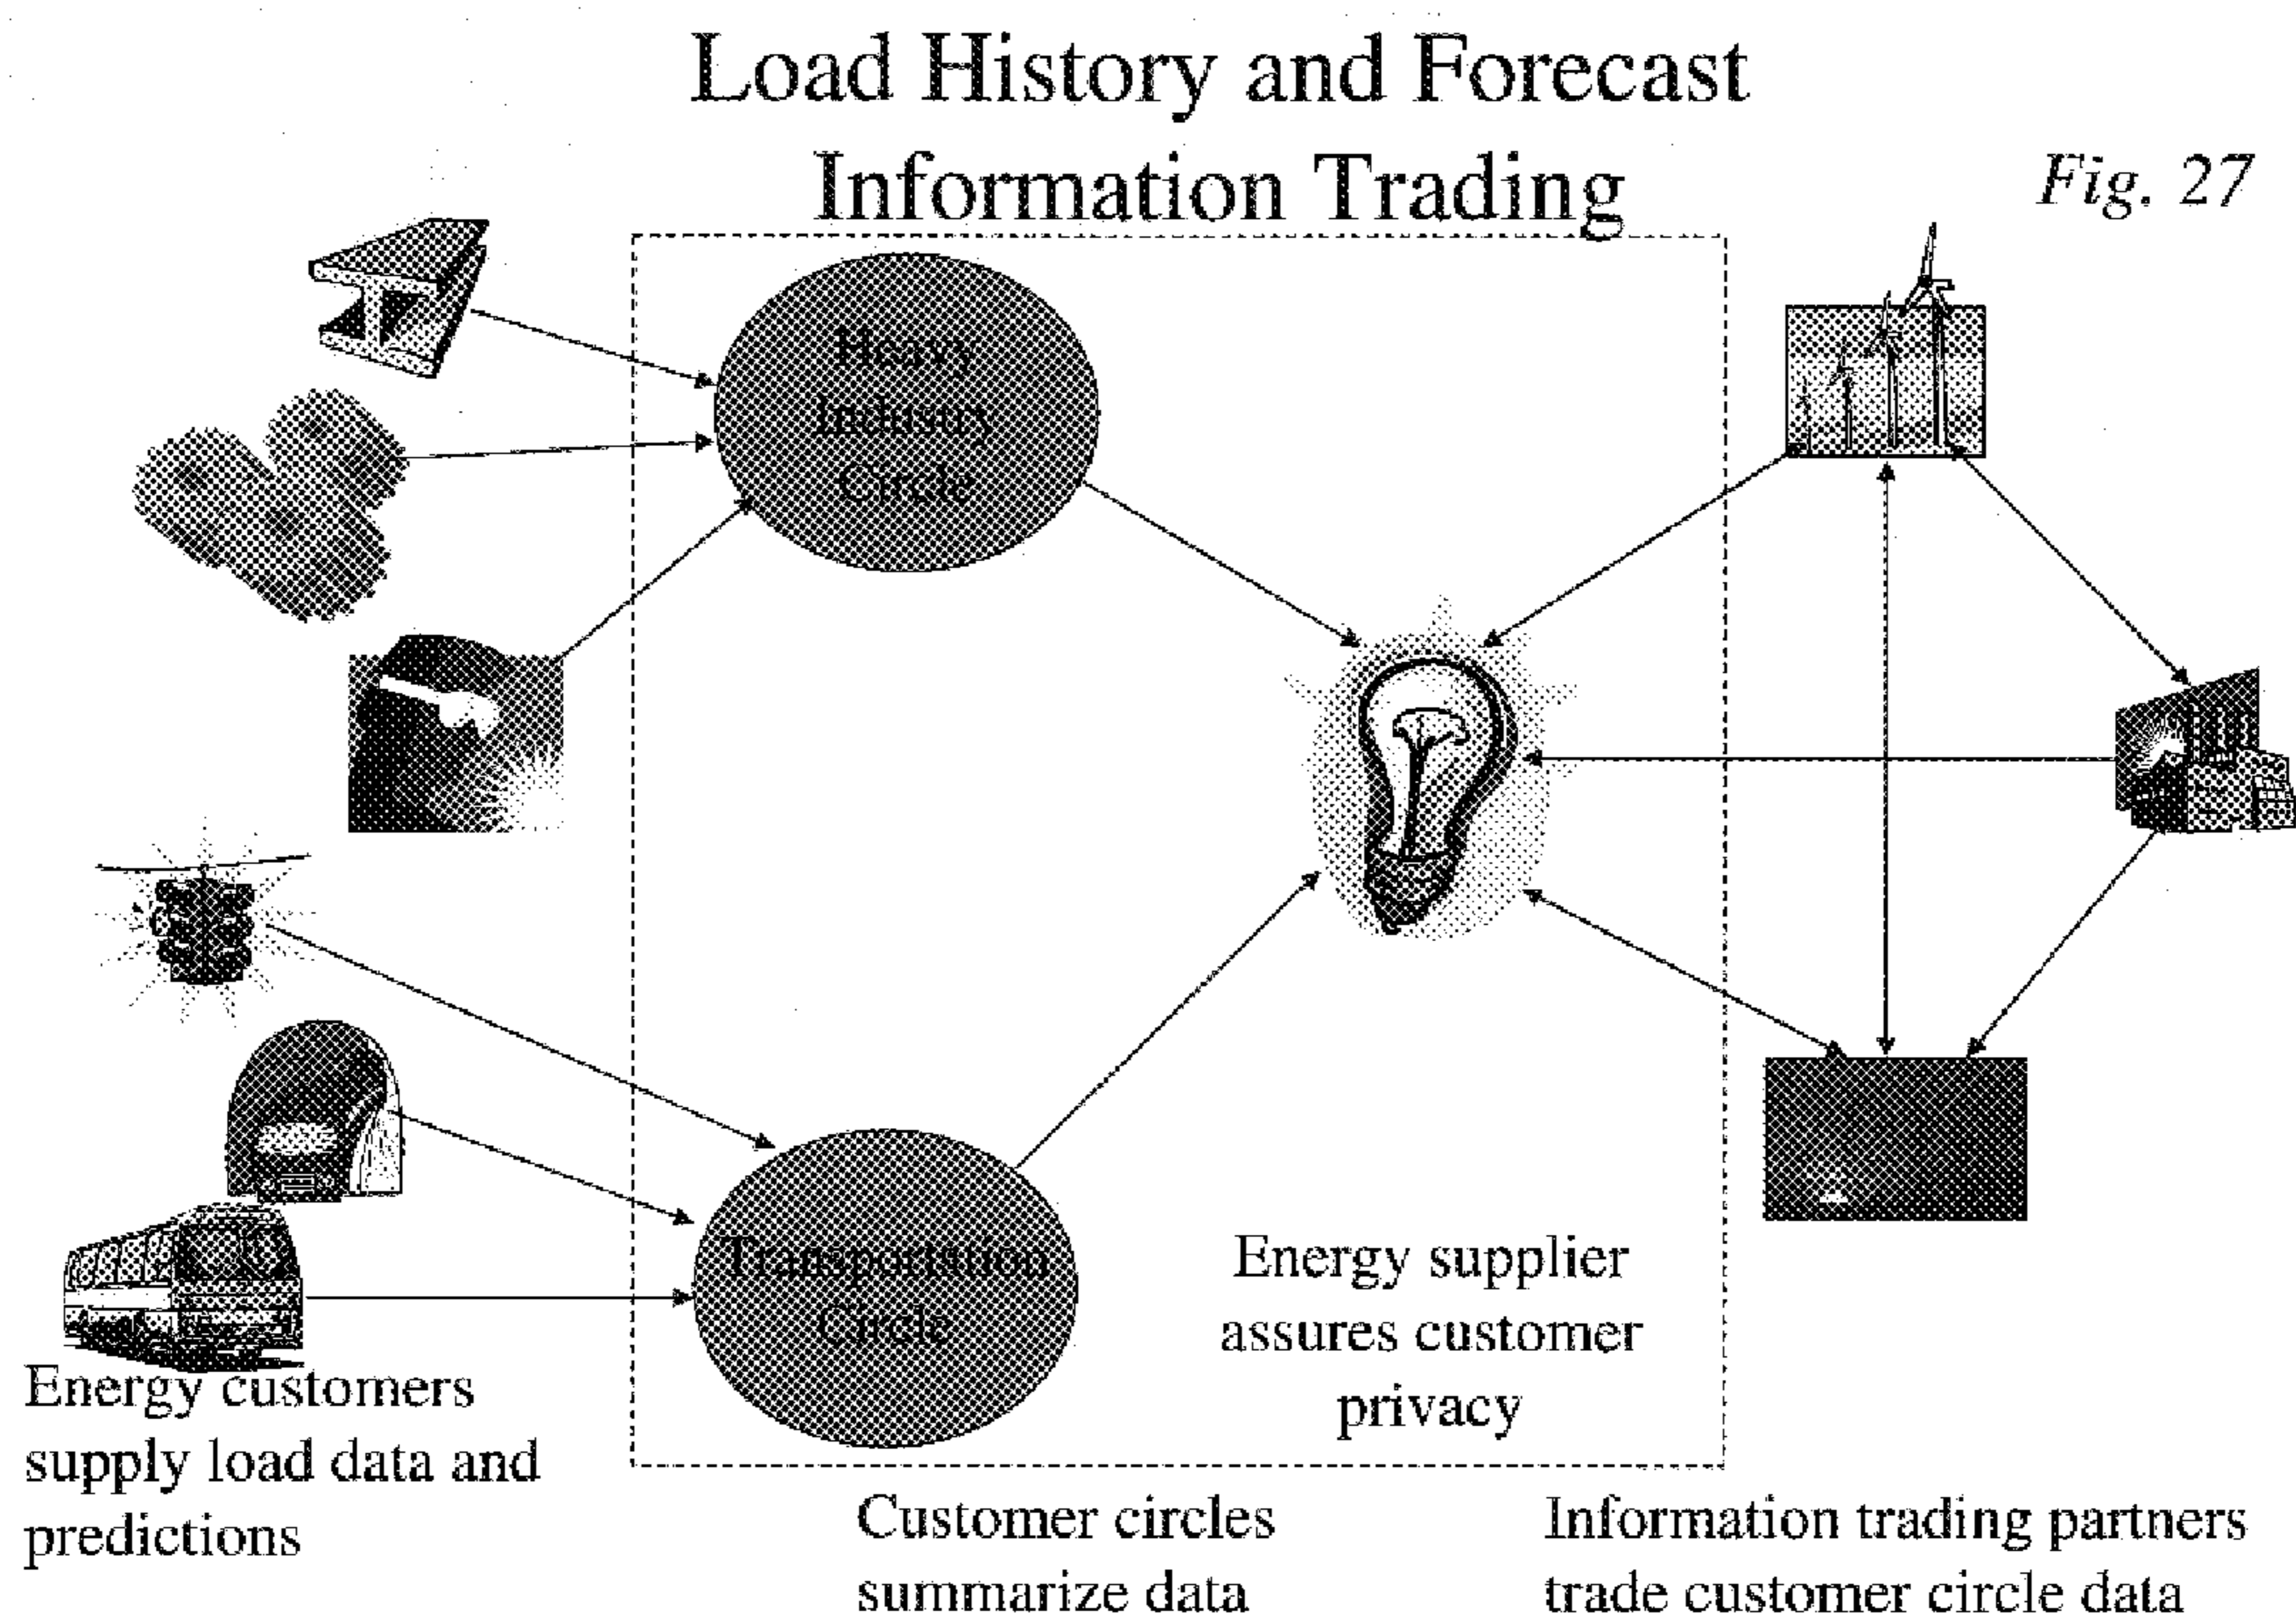 Load History and Forecast
Information Trading
Fig. 27
Heavy
Industry
Circle
Transportation
Circle
Energy supplier
assures customer
privacy
Energy customers
supply load data and
predictions
Customer circles
summarize data
Information trading partners
trade customer circle data